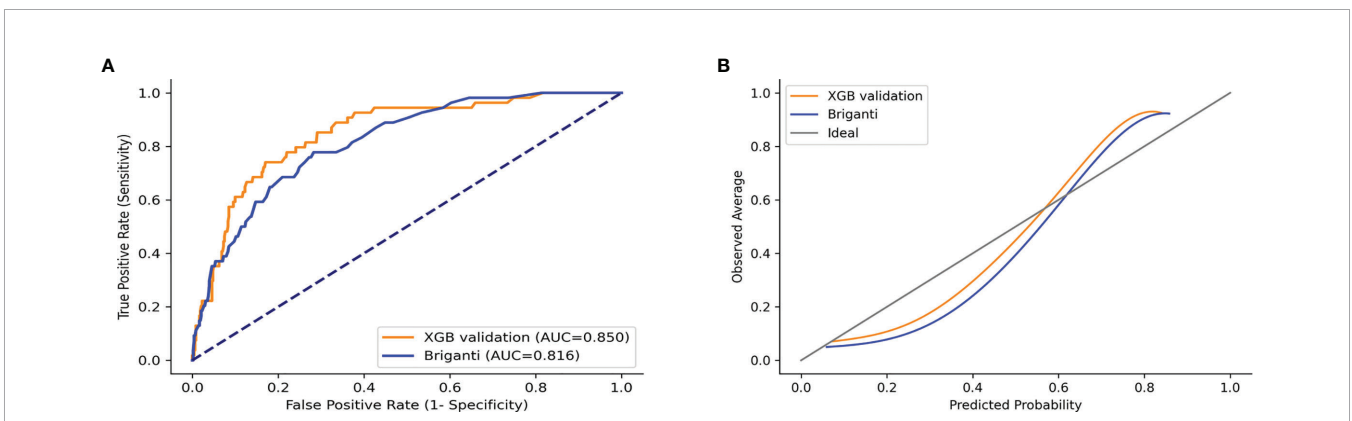 A
1.0
0.8
0.6
0.4
0.2
0.0
True Positive Rate (Sensitivity)
XGB validation (AUC=0.850)
Briganti (AUC=0.816)
0.0 0.2 0.4 0.6 0.8 1.0
False Positive Rate (1- Specificity)
B
1.0
0.8
0.6
0.4
0.2
0.0
Observed Average
XGB validation
Briganti
Ideal
0.0 0.2 0.4 0.6 0.8 1.0
Predicted Probability